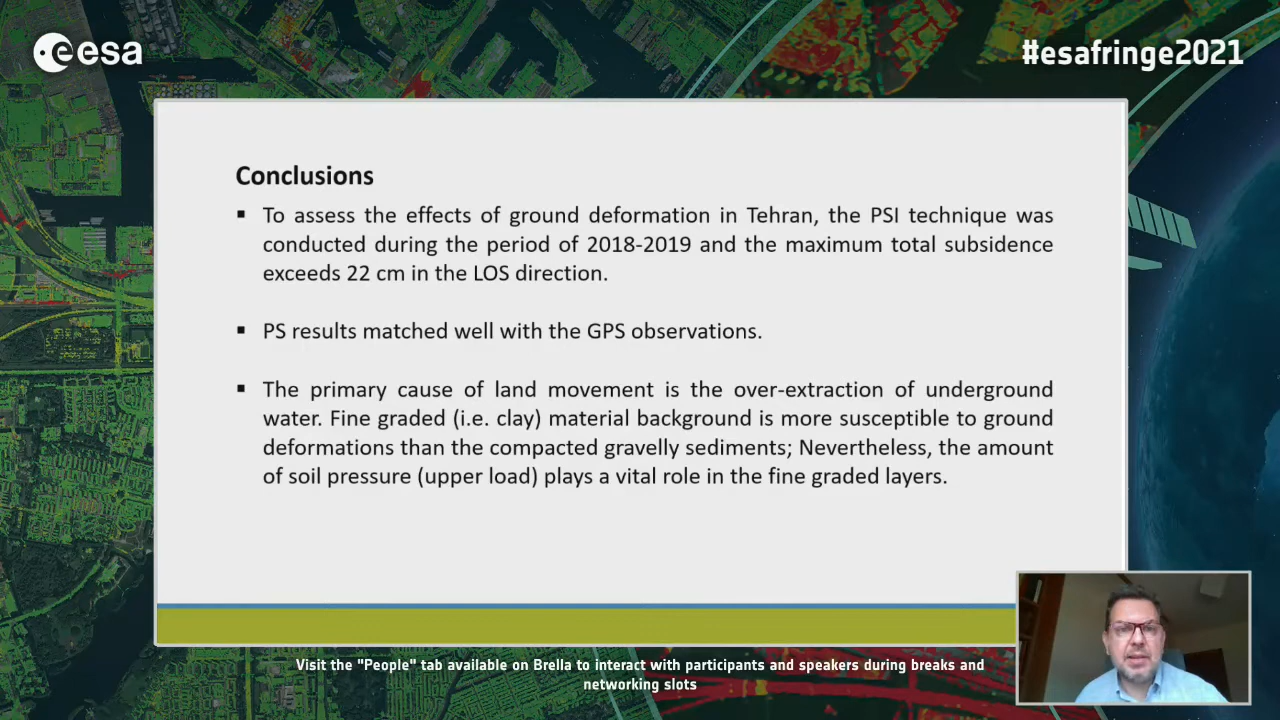 esa
#esafringe2021
Conclusions
▪ To assess the effects of ground deformation in Tehran, the PSI technique was
conducted during the period of 2018-2019 and the maximum total subsidence
exceeds 22 cm in the LOS direction.
▪ PS results matched well with the GPS observations.
▪ The primary cause of land movement is the over-extraction of underground
water. Fine graded (i.e. clay) material background is more susceptible to ground
deformations than the compacted gravelly sediments; Nevertheless, the amount
of soil pressure (upper load) plays a vital role in the fine graded layers.
Visit the "People" tab available on Brella to interact with participants and speakers during breaks and
networking slots